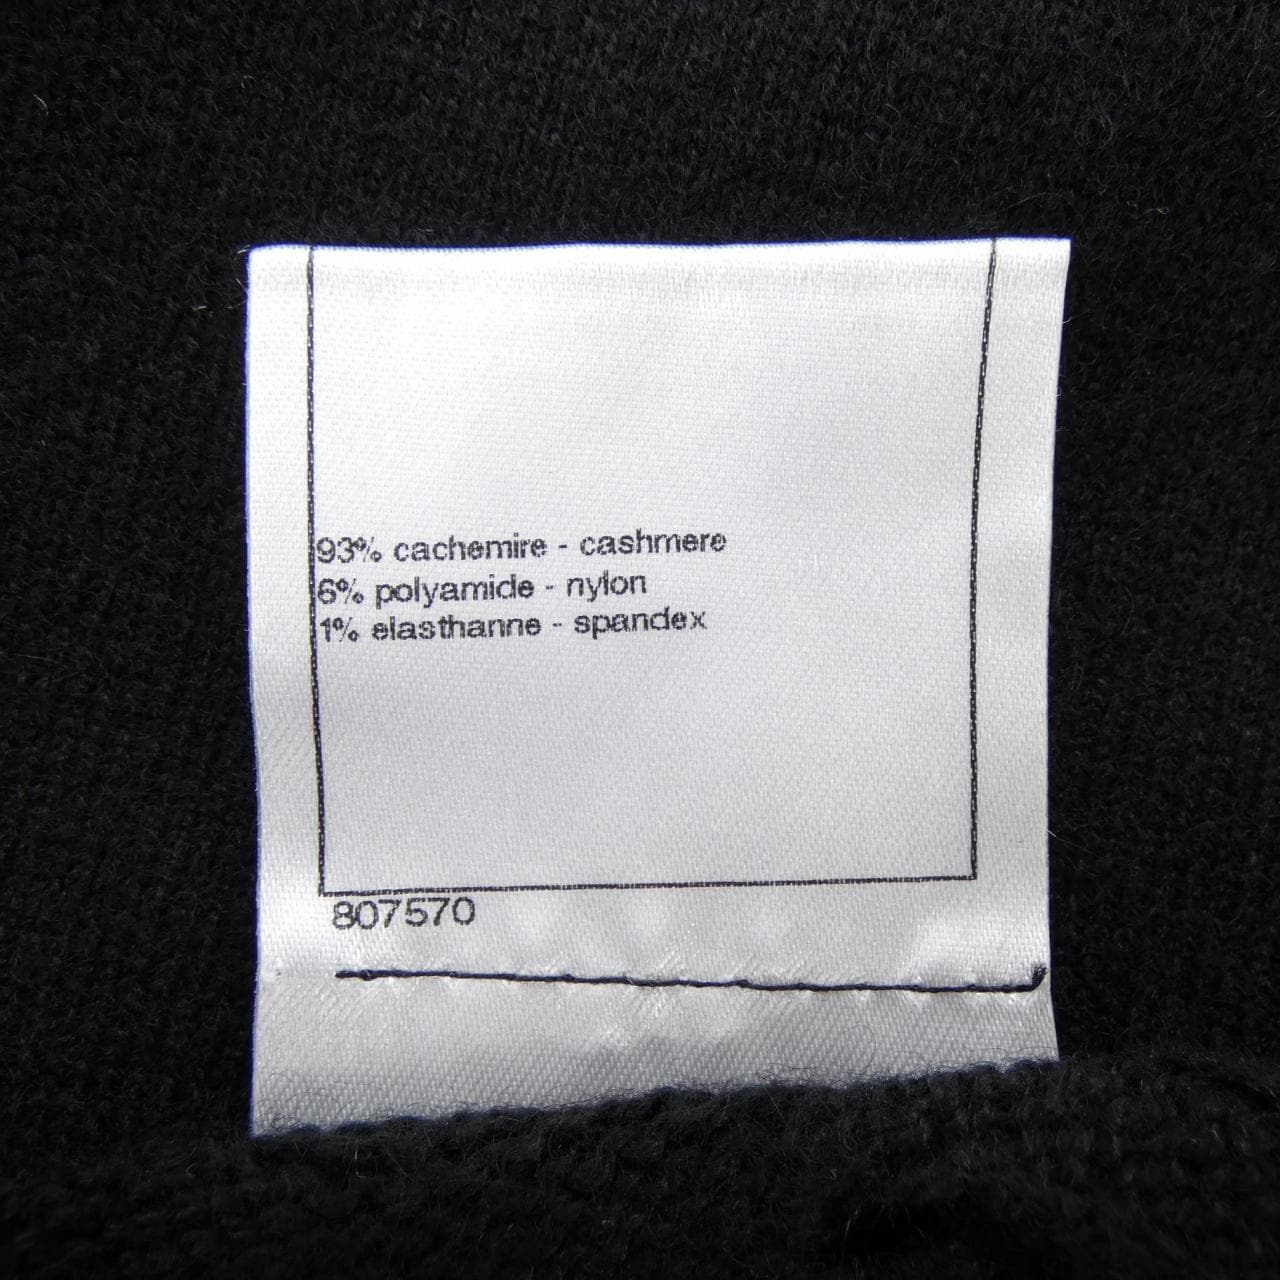 93% cachemire - cashmere
6% polyamide - nylon
1% elasthanne - spandex
807570